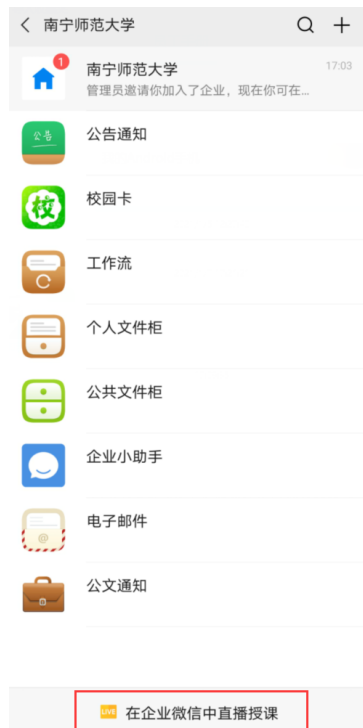 南宁师范大学
1
南宁师范大学
17:03
管理员邀请你加入了企业，现在你可在...
公告
公告通知
校
校园卡
工作流
个人文件柜
公共文件柜
企业小助手
@
电子邮件
公文通知
LIVE
在企业微信中直播授课